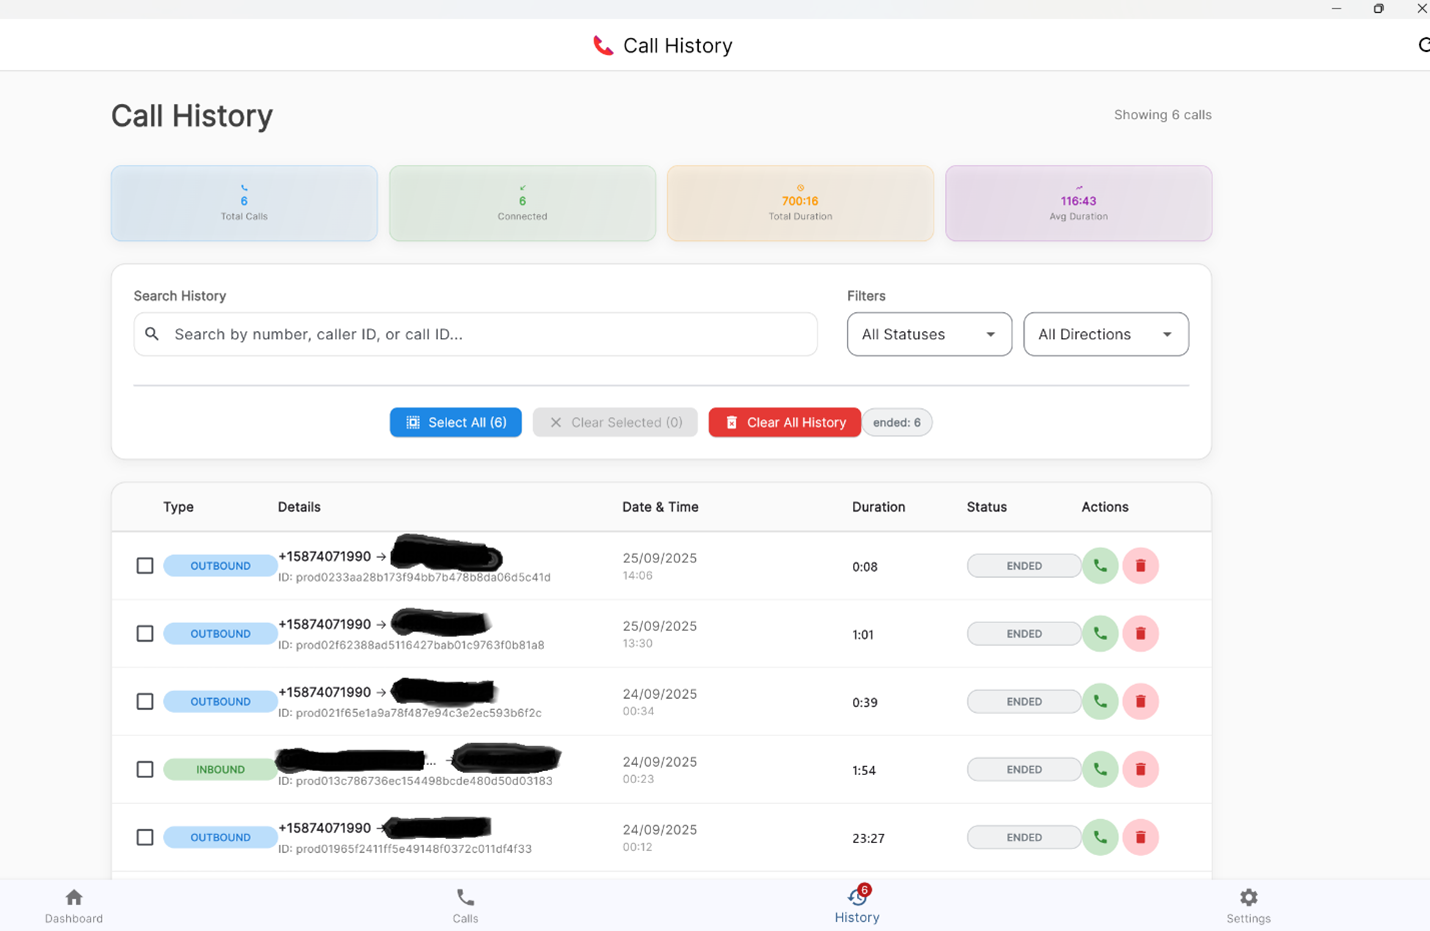 Call History
Call History
Showing 6 calls
6
Total Calls
6
Connected
700:16
Total Duration
116:43
Avg Duration
Search History
Filters
Search by number, caller ID, or call ID...
All Statuses
All Directions
Select All (6)
Clear Selected (0)
Clear All History
ended: 6
Type Details Date & Time Duration Status Actions
OUTBOUND +15874071990 → 25/09/2025 0:08 ENDED
ID: prod0233aa28b173f94bb7b478b8da06d5c41d 14:06
OUTBOUND +15874071990 → 25/09/2025 1:01 ENDED
ID: prod02f62388ad5116427bab01c9763f0b81a8 13:30
OUTBOUND +15874071990 → 24/09/2025 0:39 ENDED
ID: prod021f65e1a9a78f487e94c3e2ec593b6f2c 00:34
INBOUND ... → 24/09/2025 1:54 ENDED
ID: prod013c786736ec154498bcde480d50d03183 00:23
OUTBOUND +15874071990 → 24/09/2025 23:27 ENDED
ID: prod01965f2411ff5e49148f0372c011df4f33 00:12
Dashboard
Calls
6
History
Settings